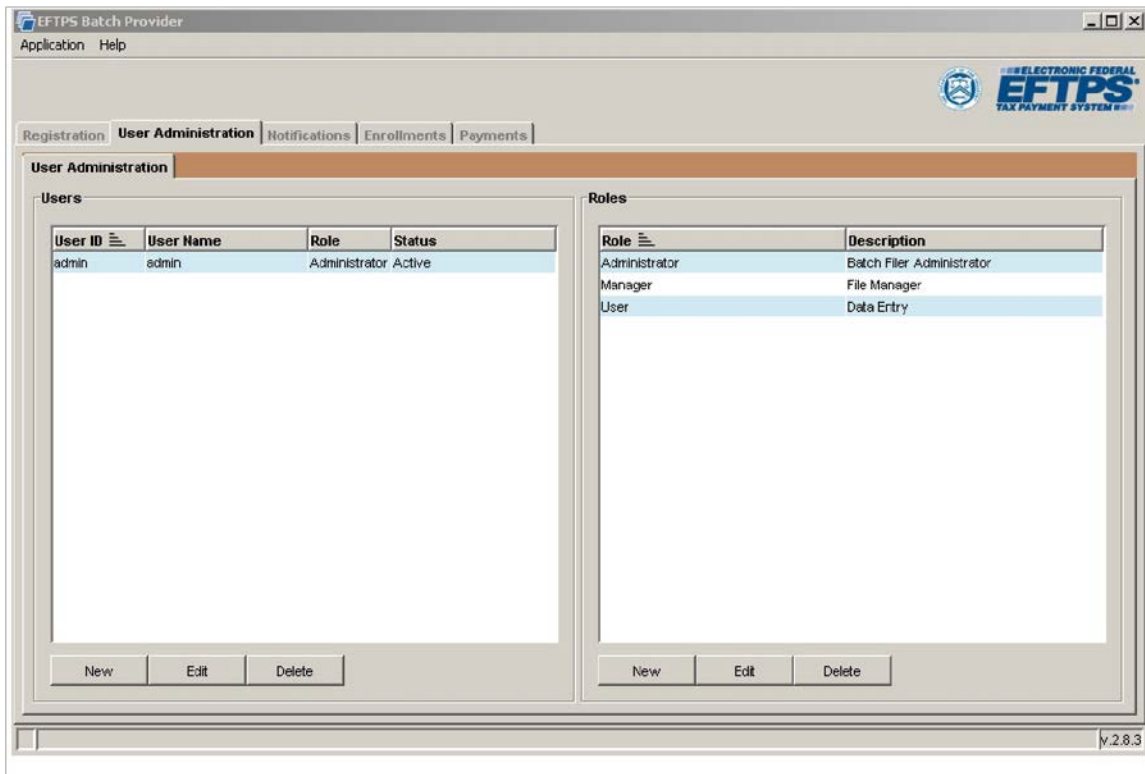 EFTPS Batch Provider
Application Help
ELECTRONIC FEDERAL
EFTPS
TAX PAYMENT SYSTEM
Registration User Administration Notifications Enrollments Payments
User Administration
Users Roles
User ID User Name Role Status Role Description
admin admin Administrator Active Administrator Batch Filer Administrator
Manager File Manager
User Data Entry
New Edit Delete New Edit Delete
v.2.8.3